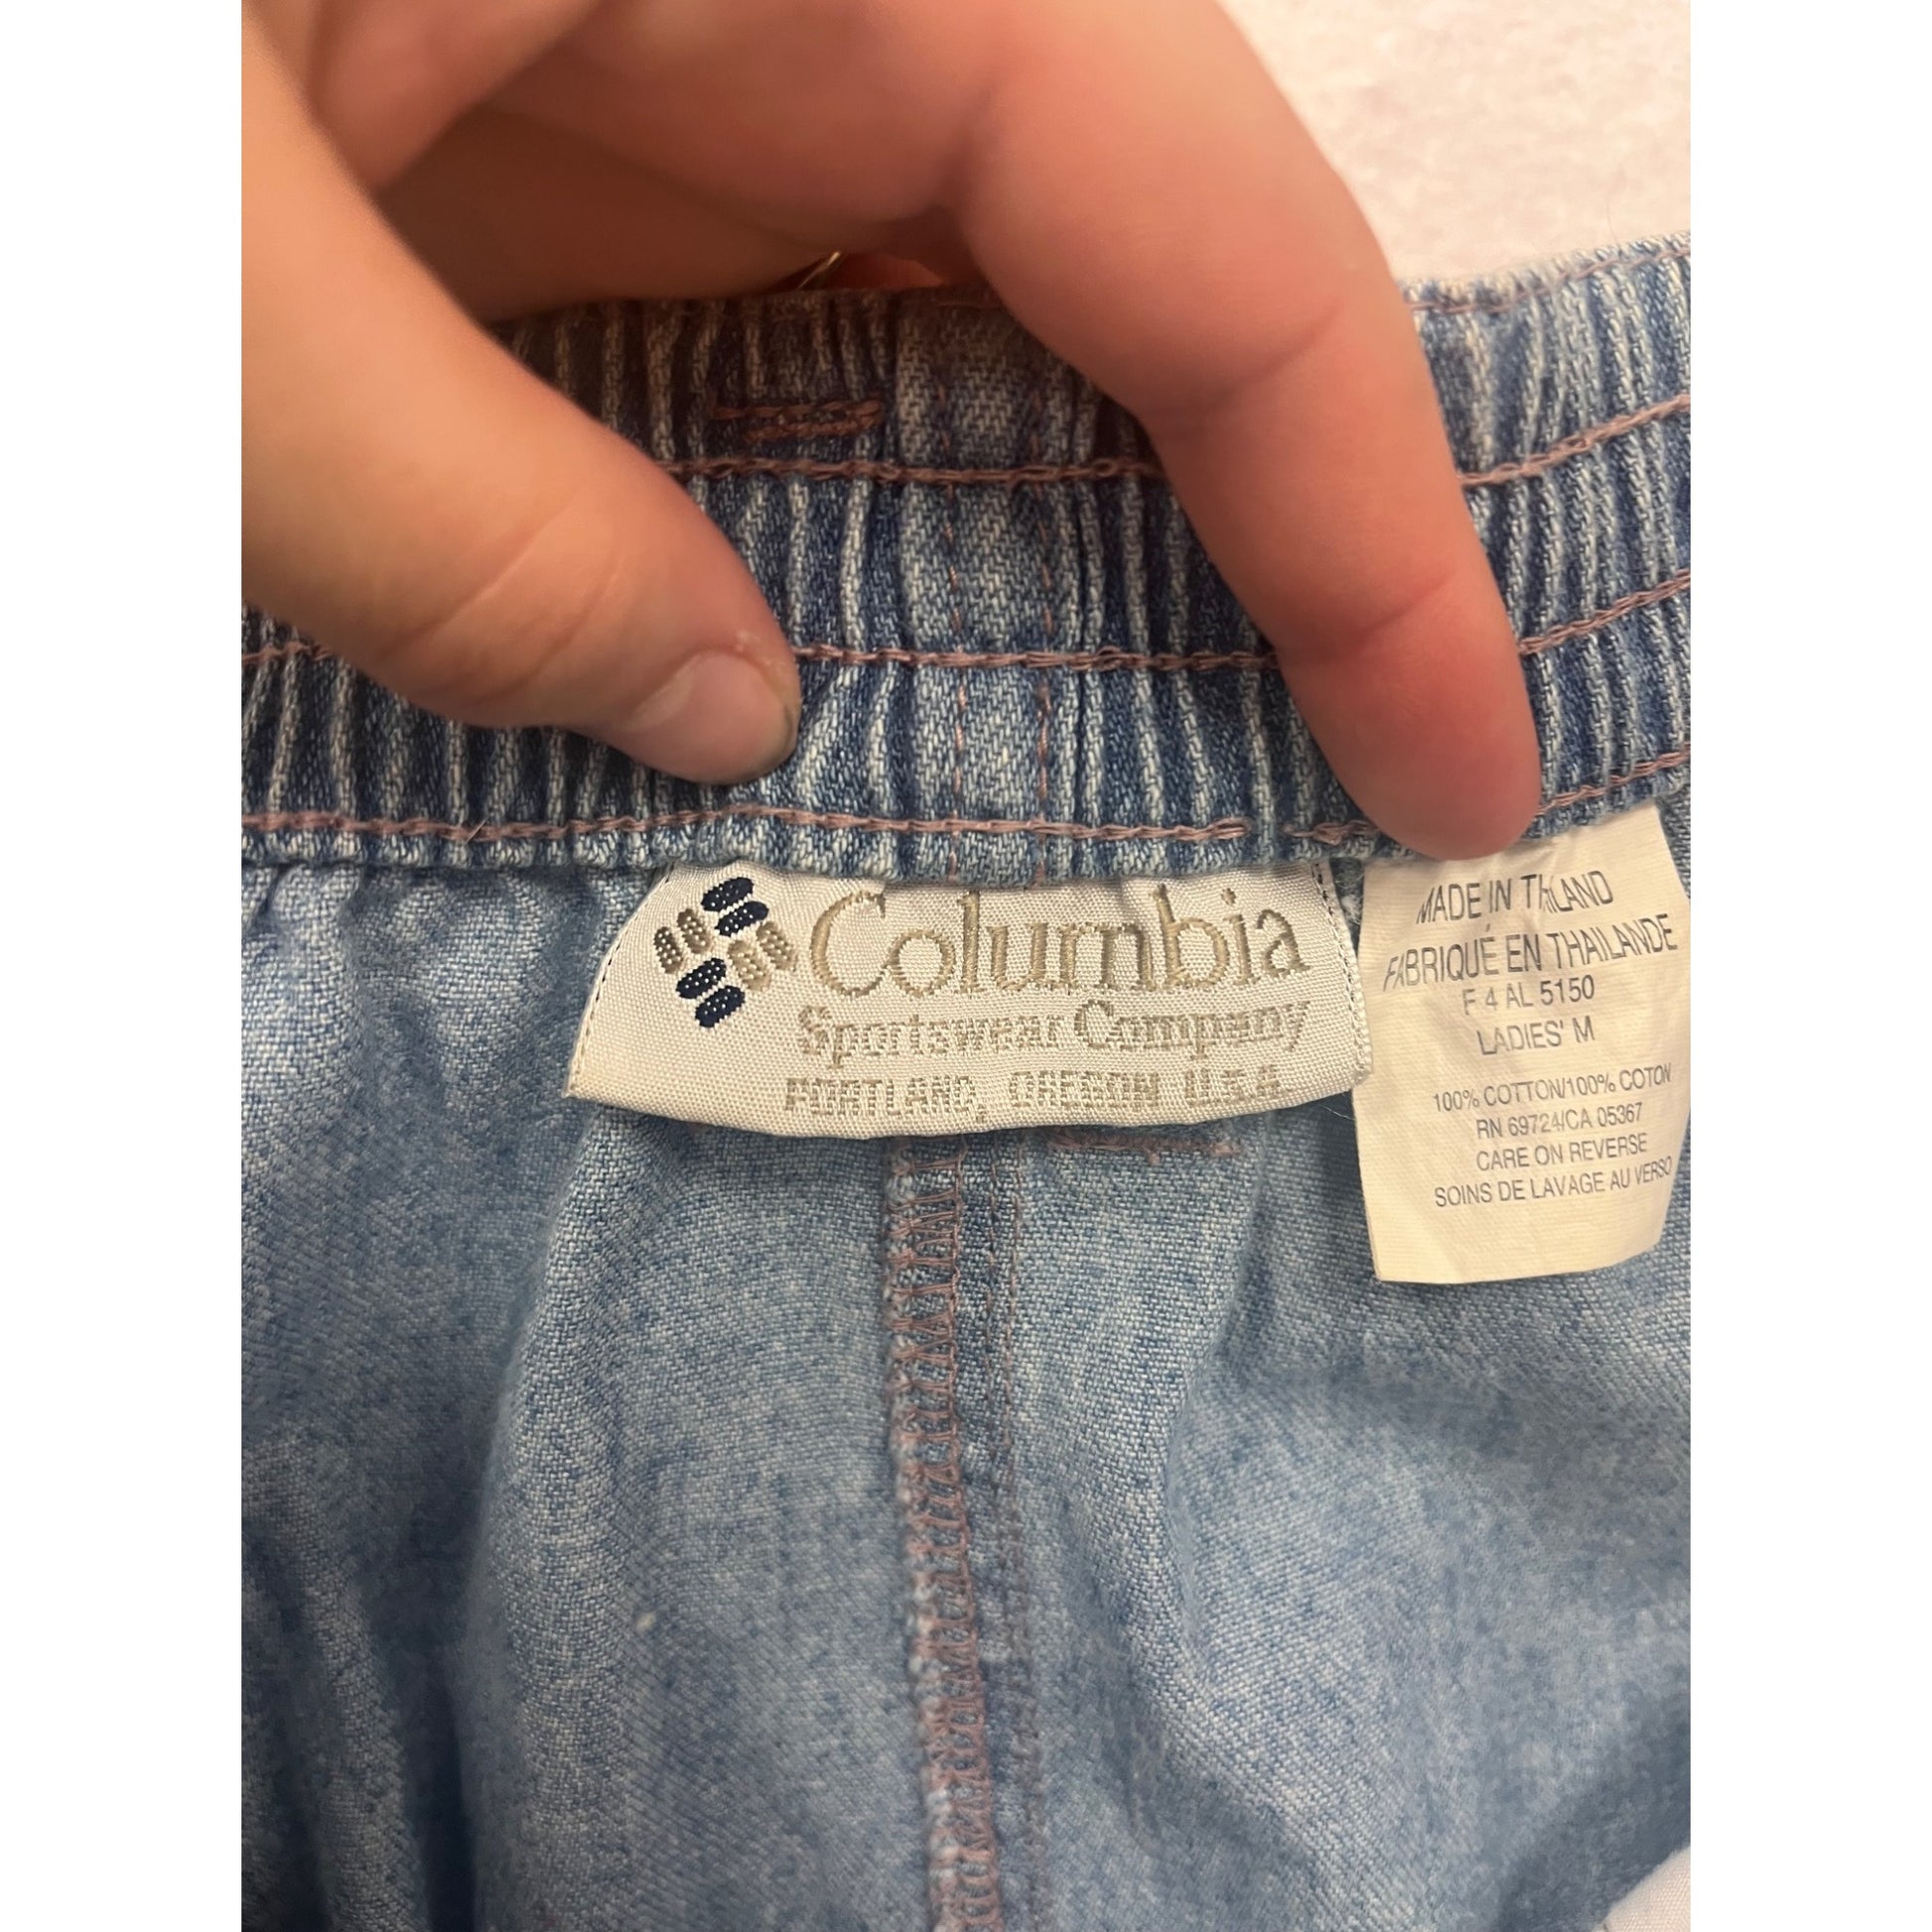 Columbia
Sportswear Company
PORTLAND, OREGON U.S.A.
MADE IN THAILAND
FABRIQUÉ EN THAILANDE
F 4 AL 5150
LADIES' M
100% COTTON/100% COTON
RN 69724/CA 05367
CARE ON REVERSE
SOINS DE LAVAGE AU VERSO